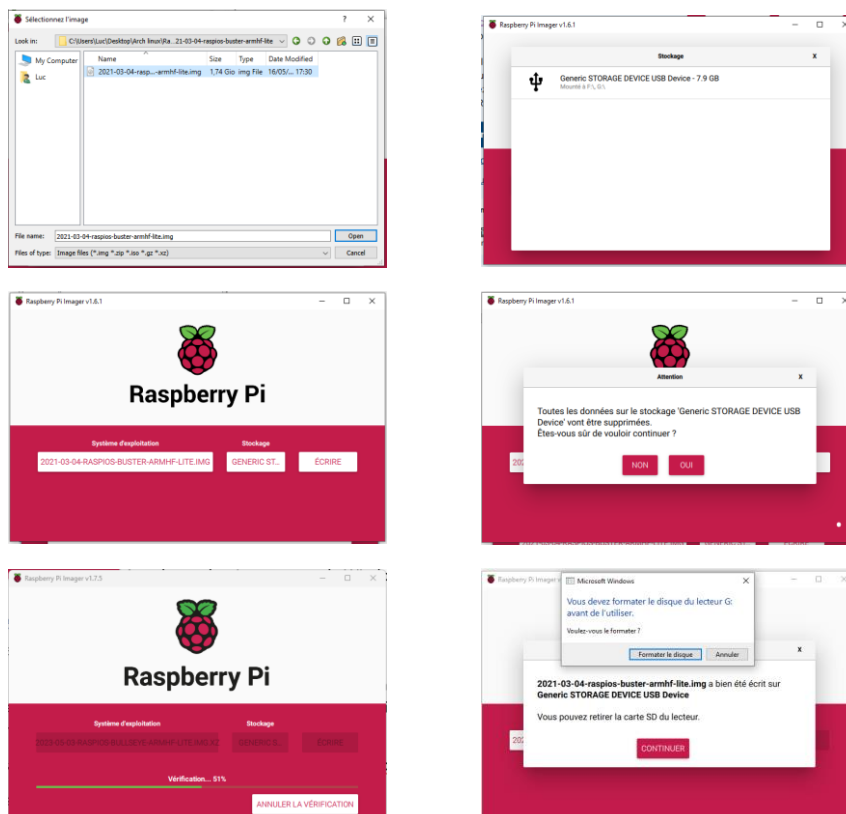 Sélectionnez l'image
Look in:
C:\Users\Luc\Desktop\Arch linux\Ra...21-03-04-raspios-buster-armhf-lite
My Computer
Luc
Name Size Type Date Modified
2021-03-04-rasp...-armhf-lite.img 1,74 Gio img File 16/05/... 17:30
File name: 2021-03-04-raspios-buster-armhf-lite.img Open
Files of type: Image files (*.img *.zip *.iso *.gz *.xz) Cancel
Raspberry Pi Imager v1.6.1
Stockage X
Generic STORAGE DEVICE USB Device - 7.9 GB
Mounté à F:\, G:\
Raspberry Pi Imager v1.6.1
Raspberry Pi
Système d'exploitation Stockage
2021-03-04-RASPIOS-BUSTER-ARMHF-LITE.IMG GENERIC ST... ÉCRIRE
Raspberry Pi Imager v1.6.1
Attention X
Toutes les données sur le stockage 'Generic STORAGE DEVICE USB
Device' vont être supprimées.
Êtes-vous sûr de vouloir continuer ?
NON OUI
Raspberry Pi Imager v1.7.5
Raspberry Pi
Système d'exploitation Stockage
GENERIC S... ÉCRIRE
Vérification... 51%
ANNULER LA VÉRIFICATION
Raspberry Pi Imager
Microsoft Windows
Vous devez formater le disque du lecteur G:
avant de l'utiliser.
Voulez-vous le formater ?
Formater le disque Annuler
X
2021-03-04-raspios-buster-armhf-lite.img a bien été écrit sur
Generic STORAGE DEVICE USB Device
Vous pouvez retirer la carte SD du lecteur.
CONTINUER